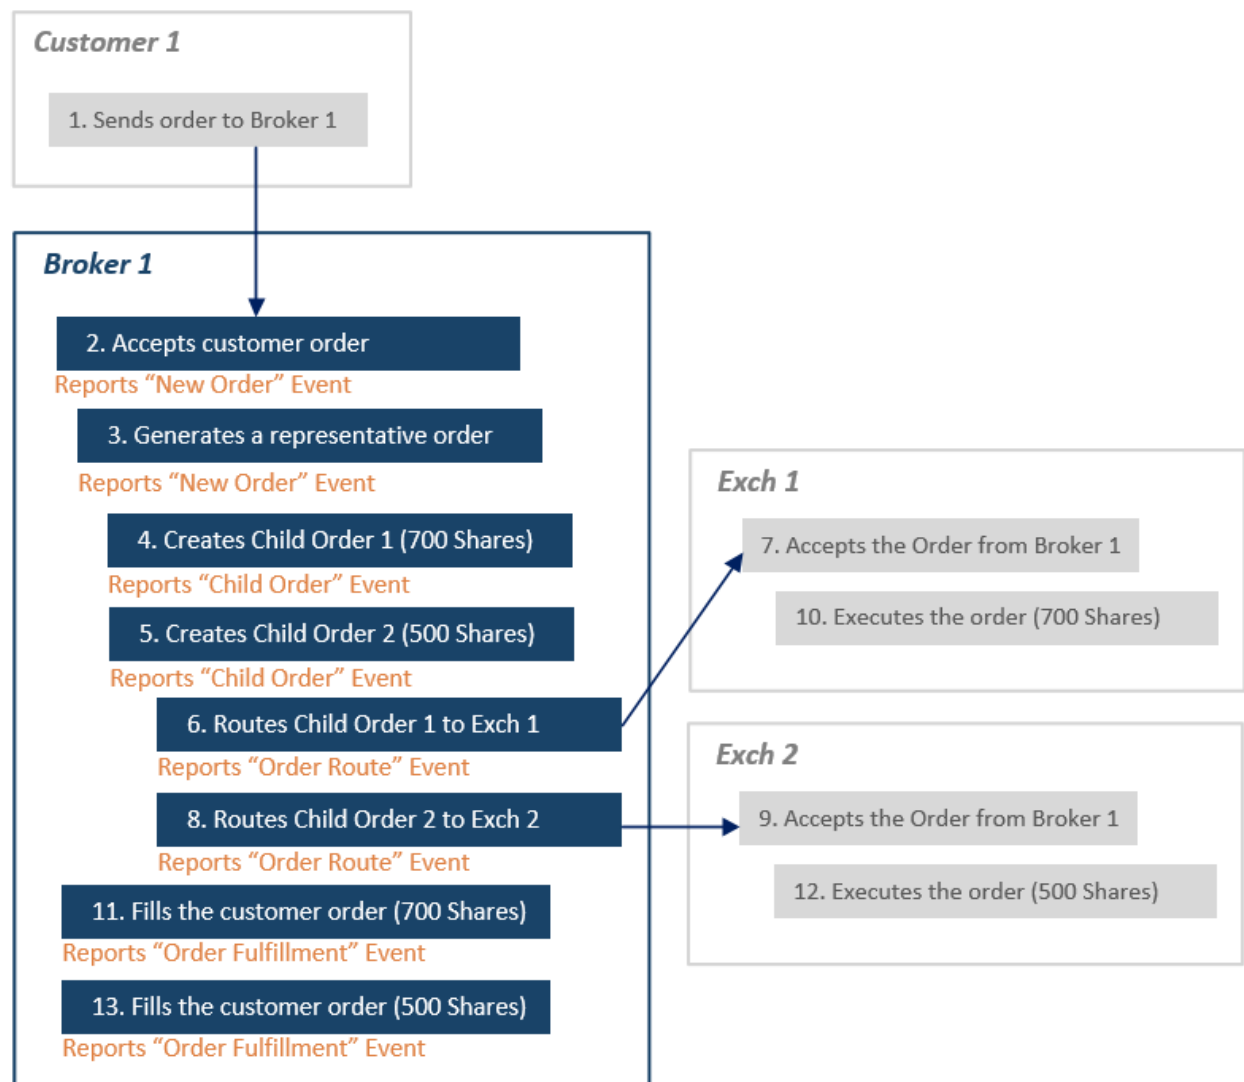 Customer 1
1. Sends order to Broker 1
Broker 1
2. Accepts customer order
Reports “New Order” Event
3. Generates a representative order
Reports “New Order” Event
4. Creates Child Order 1 (700 Shares)
Reports “Child Order” Event
5. Creates Child Order 2 (500 Shares)
Reports “Child Order” Event
6. Routes Child Order 1 to Exch 1
Reports “Order Route” Event
8. Routes Child Order 2 to Exch 2
Reports “Order Route” Event
11. Fills the customer order (700 Shares)
Reports “Order Fulfillment” Event
13. Fills the customer order (500 Shares)
Reports “Order Fulfillment” Event
Exch 1
7. Accepts the Order from Broker 1
10. Executes the order (700 Shares)
Exch 2
9. Accepts the Order from Broker 1
12. Executes the order (500 Shares)